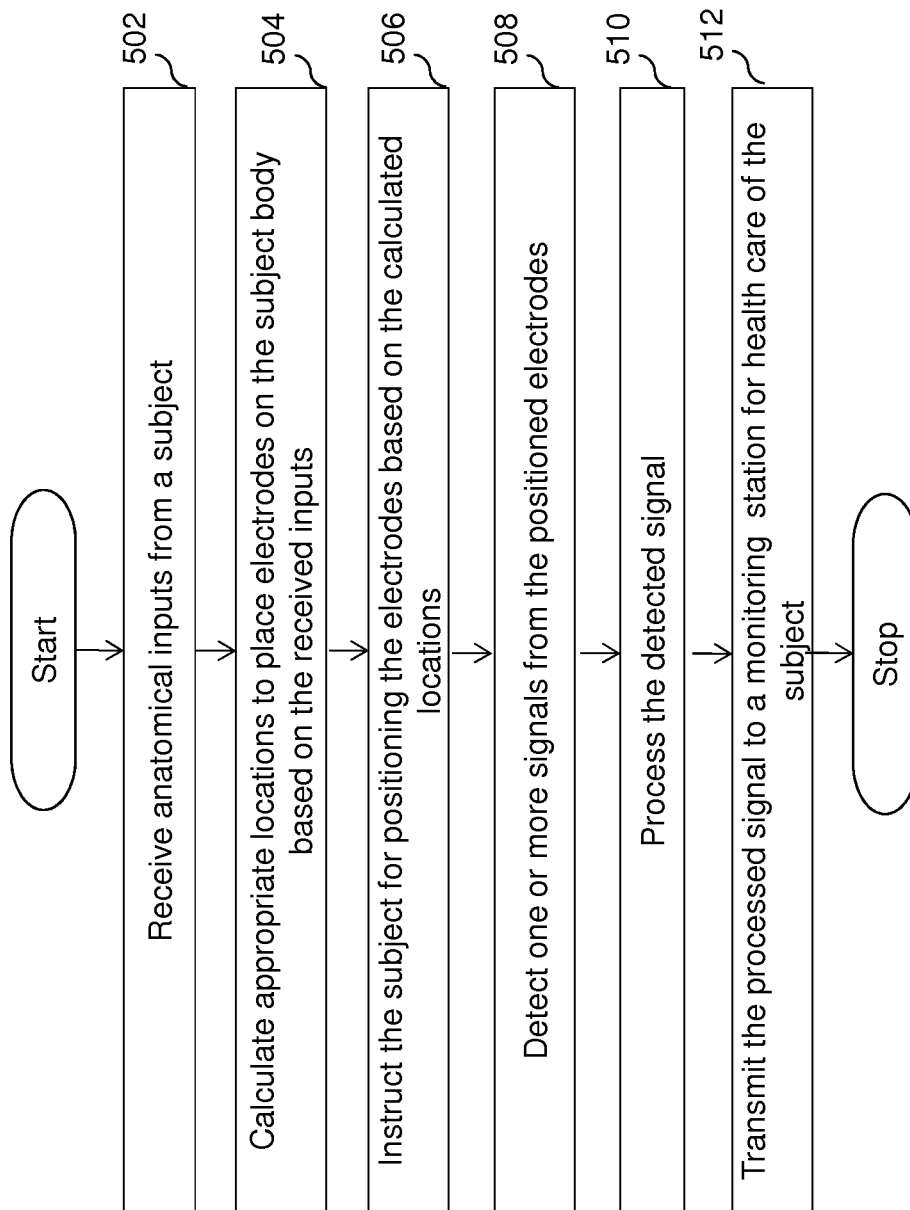 Start
502
Receive anatomical inputs from a subject
504
Calculate appropriate locations to place electrodes on the subject body
based on the received inputs
506
Instruct the subject for positioning the electrodes based on the calculated
locations
508
Detect one or more signals from the positioned electrodes
510
Process the detected signal
512
Transmit the processed signal to a monitoring station for health care of the
subject
Stop